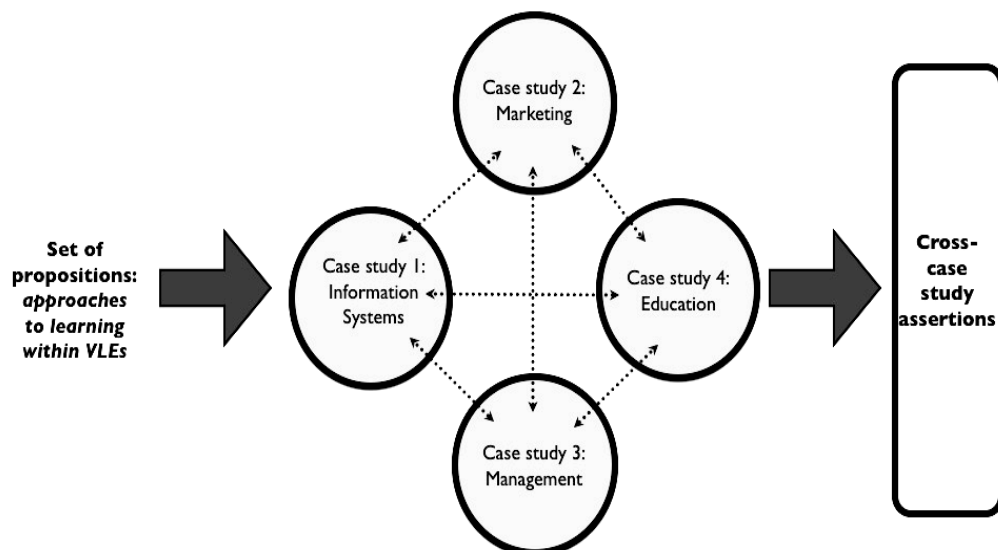 Set of
propositions:
approaches
to learning
within VLEs
Case study 1:
Information
Systems
Case study 2:
Marketing
Case study 3:
Management
Case study 4:
Education
Cross-
case
study
assertions